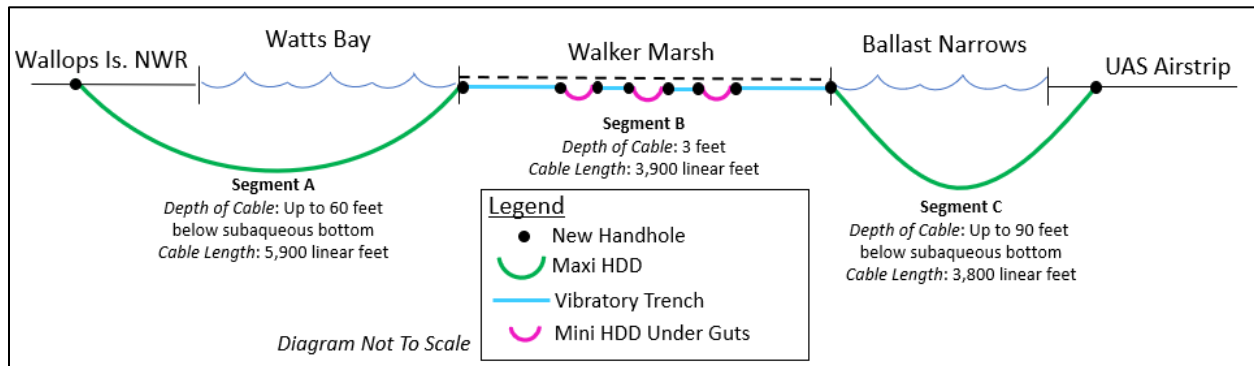 Wallops Is. NWR
Watts Bay
Walker Marsh
Ballast Narrows
UAS Airstrip
Segment A
Depth of Cable: Up to 60 feet
below subaqueous bottom
Cable Length: 5,900 linear feet
Segment B
Depth of Cable: 3 feet
Cable Length: 3,900 linear feet
Segment C
Depth of Cable: Up to 90 feet
below subaqueous bottom
Cable Length: 3,800 linear feet
Legend
New Handhole
Maxi HDD
Vibratory Trench
Mini HDD Under Guts
Diagram Not To Scale